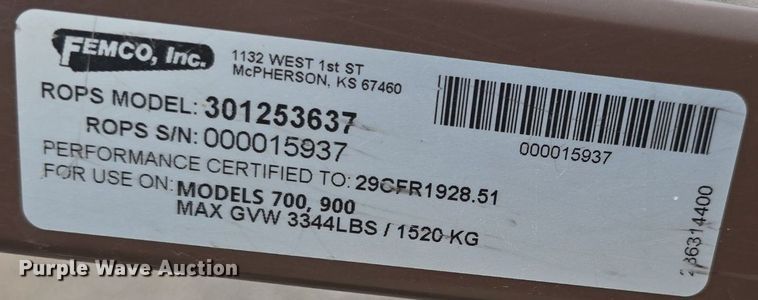 FEMCO, Inc.
1132 WEST 1st ST
McPHERSON, KS 67460
ROPS MODEL: 301253637
ROPS S/N: 000015937
PERFORMANCE CERTIFIED TO: 29CFR1928.51
FOR USE ON: MODELS 700, 900
MAX GVW 3344LBS / 1520 KG
000015937
Purple Wave Auction